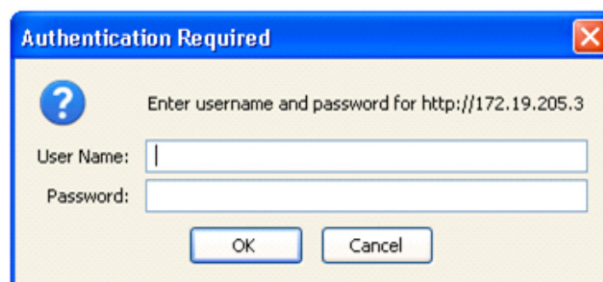 Authentication Required
Enter username and password for http://172.19.205.3
User Name:
Password:
OK Cancel